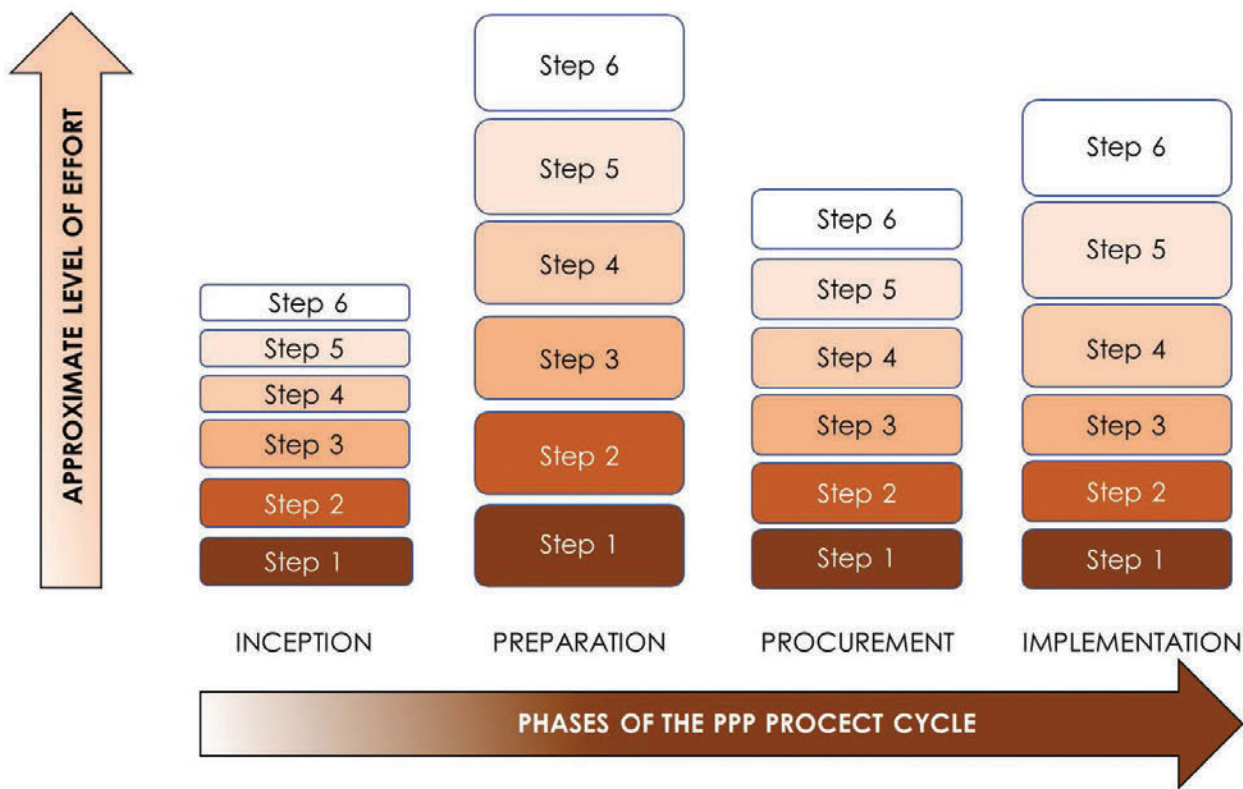 APPROXIMATE LEVEL OF EFFORT
Step 6
Step 5
Step 4
Step 3
Step 2
Step 1
INCEPTION
Step 6
Step 5
Step 4
Step 3
Step 2
Step 1
PREPARATION
Step 6
Step 5
Step 4
Step 3
Step 2
Step 1
PROCUREMENT
Step 6
Step 5
Step 4
Step 3
Step 2
Step 1
IMPLEMENTATION
PHASES OF THE PPP PROCECT CYCLE